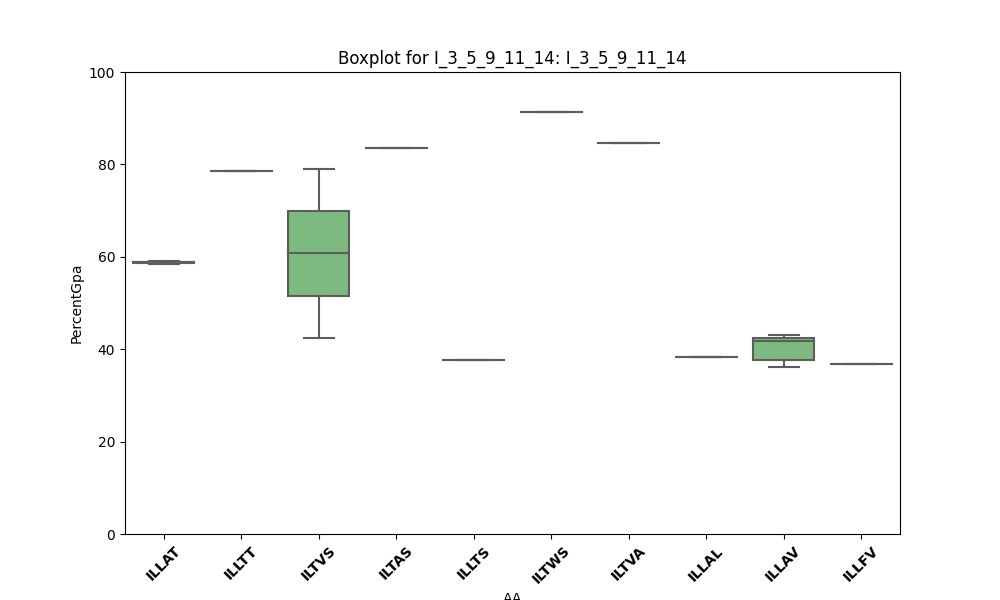 Boxplot for I_3_5_9_11_14: I_3_5_9_11_14
100
80
60
40
20
0
PercentGpa
ILLAT
ILLTT
ILTVS
ILTAS
ILLTS
ILTWS
ILTVA
ILLAL
ILLAV
ILLFV
AA